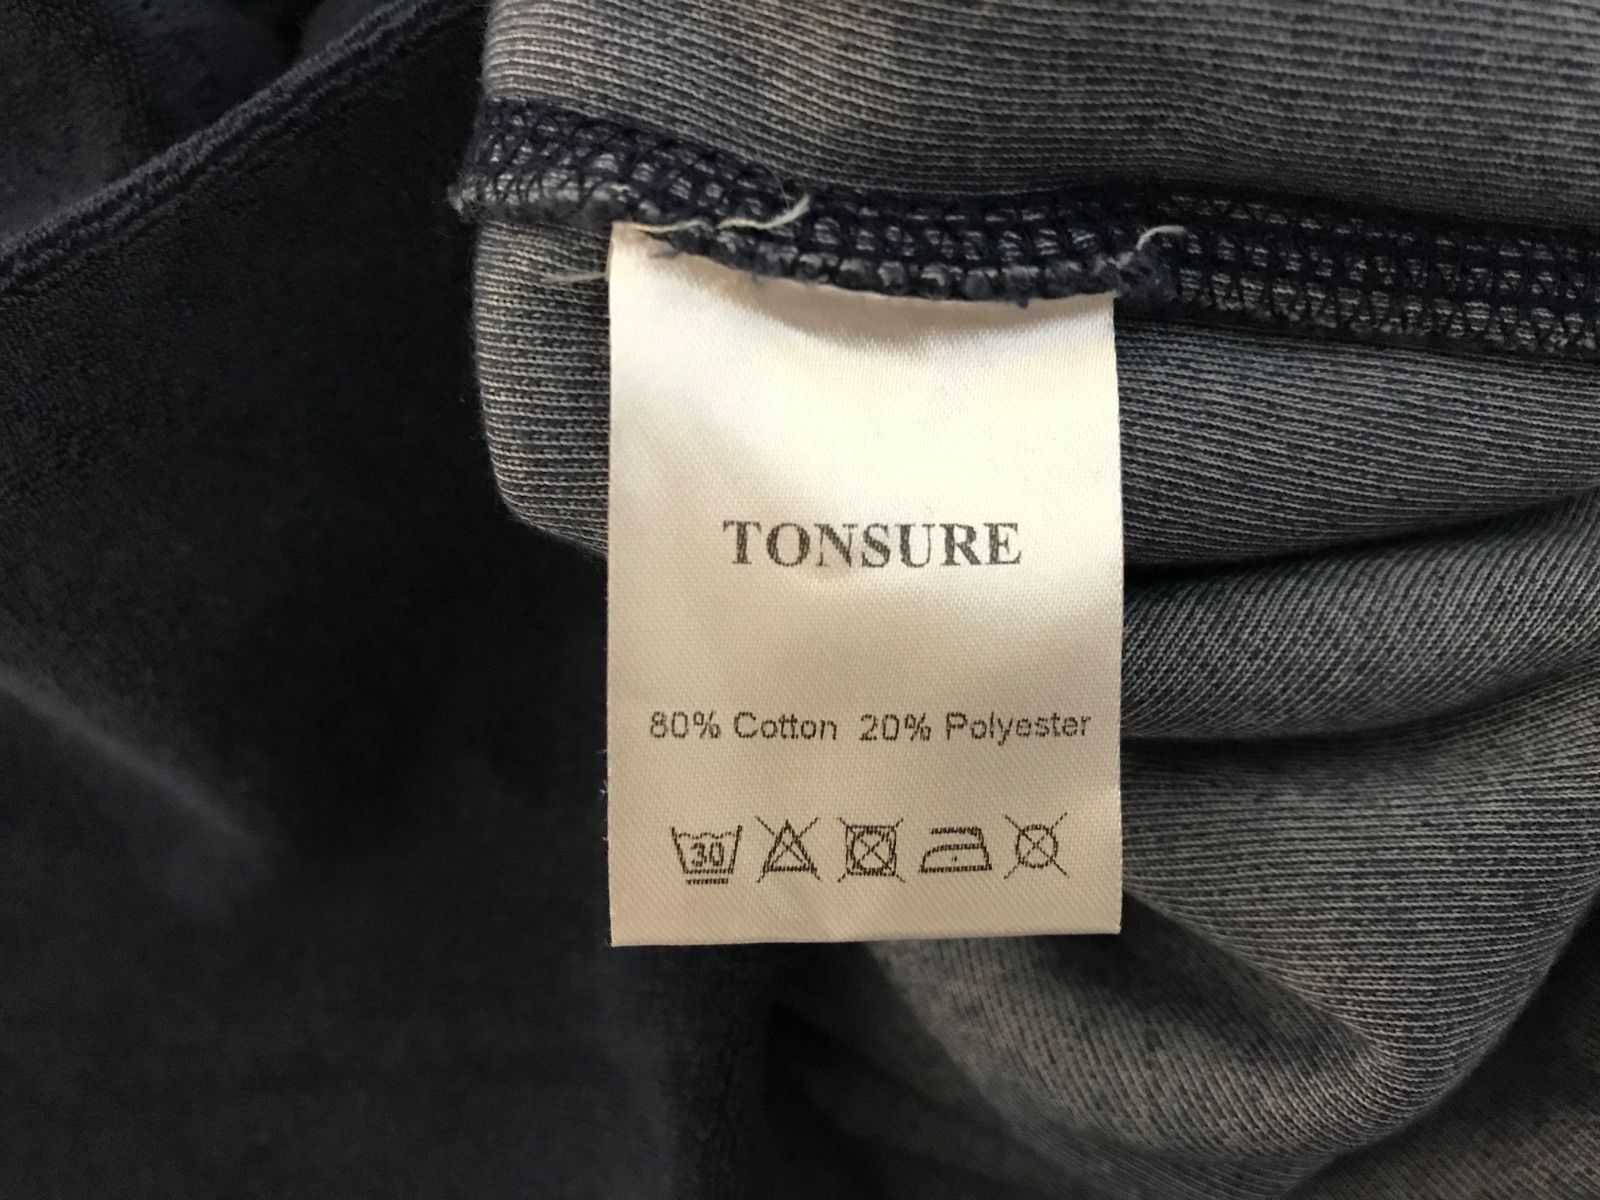 TONSURE
80% Cotton 20% Polyester
30